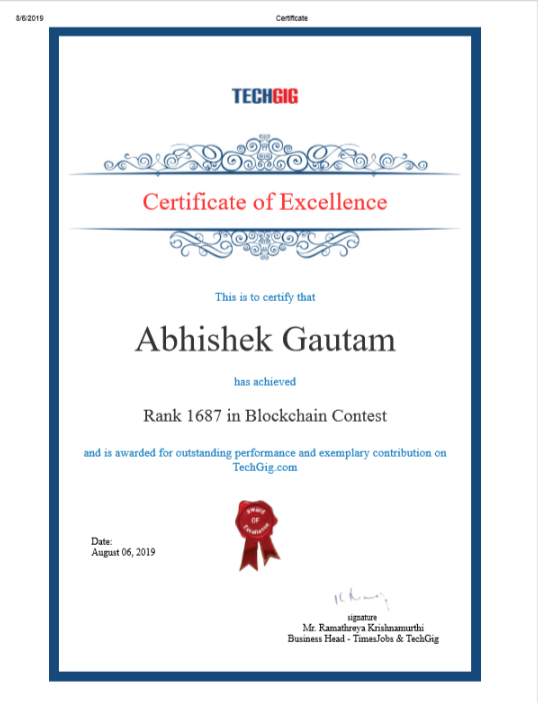 8/6/2019
Certificate
TECHGIG
Certificate of Excellence
This is to certify that
Abhishek Gautam
has achieved
Rank 1687 in Blockchain Contest
and is awarded for outstanding performance and exemplary contribution on
TechGig.com
AWARD
OF
Excellence
Date:
August 06, 2019
signature
Mr. Ramathreya Krishnamurthi
Business Head - TimesJobs & TechGig